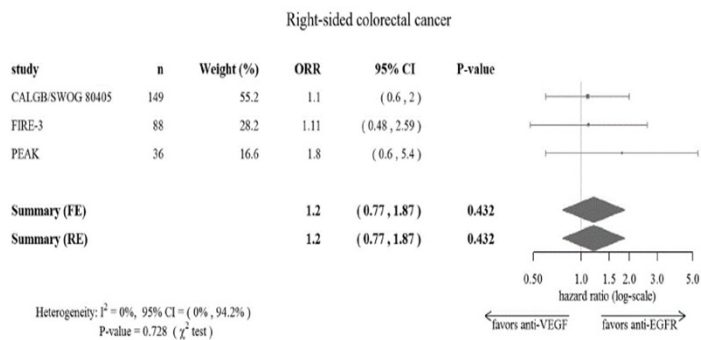 Right-sided colorectal cancer
study n Weight (%) ORR 95% CI P-value
CALGB/SWOG 80405 149 55.2 1.1 (0.6 , 2)
FIRE-3 88 28.2 1.11 (0.48 , 2.59)
PEAK 36 16.6 1.8 (0.6 , 5.4)
Summary (FE) 1.2 (0.77 , 1.87) 0.432
Summary (RE) 1.2 (0.77 , 1.87) 0.432
0.50 1.0 1.5 2.0 3.0 5.0
hazard ratio (log-scale)
Heterogeneity: I² = 0%, 95% CI = (0% , 94.2%)
P-value = 0.728 (χ² test)
favors anti-VEGF favors anti-EGFR